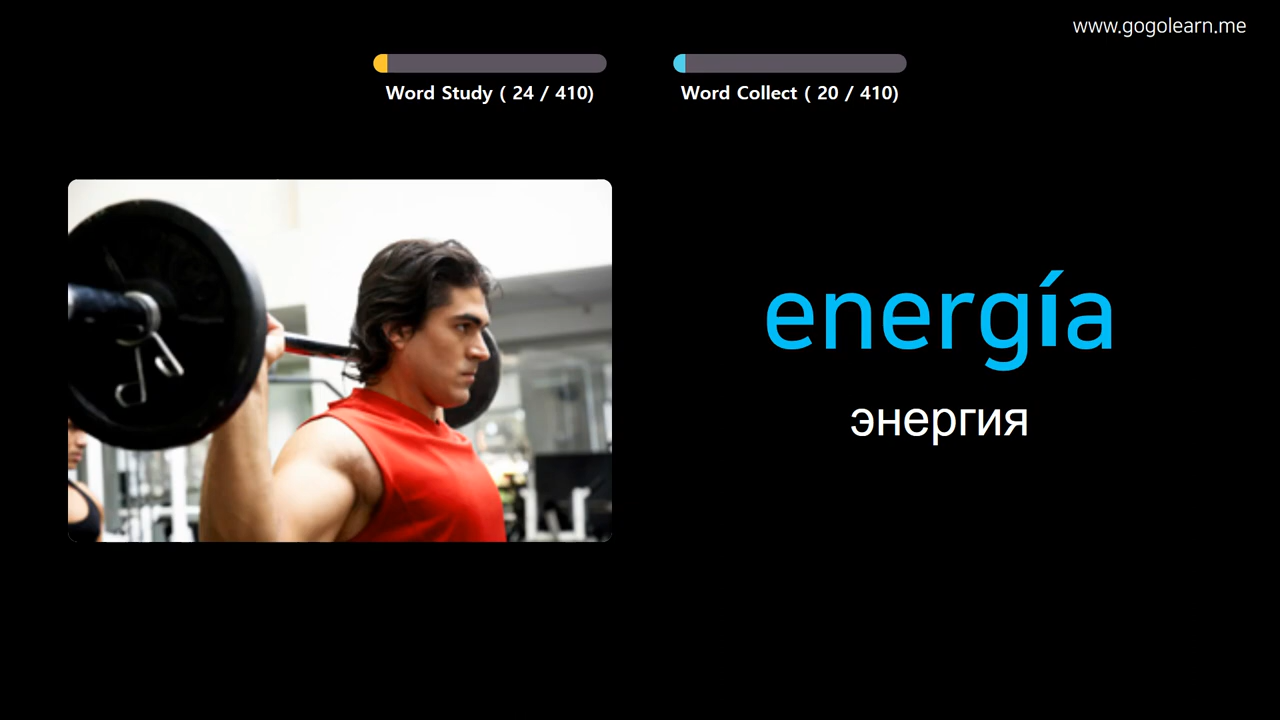 www.gogolearn.me
Word Study ( 24 / 410)
Word Collect ( 20 / 410)
energía
энергия